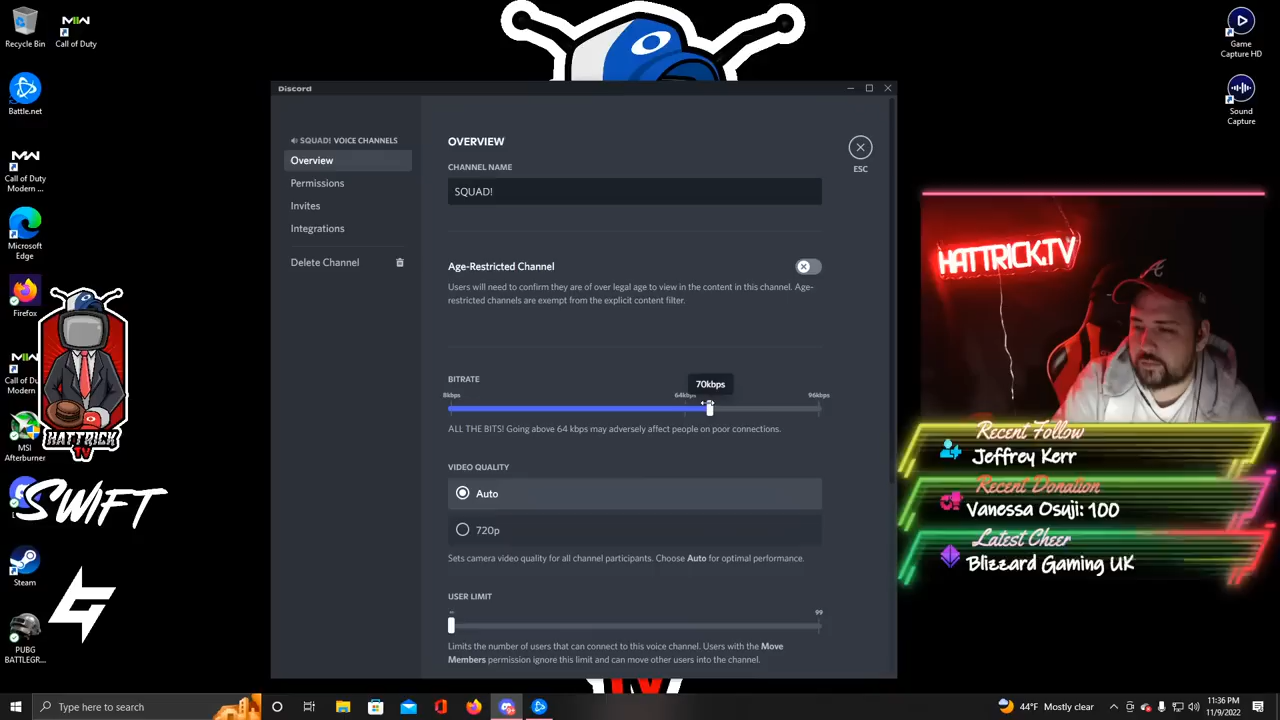 Recycle Bin
MW
Call of Duty
Battle.net
MW
Call of Duty
Modern ...
Microsoft
Edge
Firefox
MW
MSI
Afterburner
HATTRICK
TV
SWIFT
Steam
PUBG
BATTLEGR...
Game
Capture HD
Sound
Capture
Discord
SQUAD! VOICE CHANNELS
Overview
Permissions
Invites
Integrations
Delete Channel
OVERVIEW
ESC
CHANNEL NAME
SQUAD!
Age-Restricted Channel
Users will need to confirm they are of over legal age to view in the content in this channel. Age-
restricted channels are exempt from the explicit content filter.
BITRATE
70kbps
8kbps 64kbps 96kbps
ALL THE BITS! Going above 64 kbps may adversely affect people on poor connections.
VIDEO QUALITY
Auto
720p
Sets camera video quality for all channel participants. Choose Auto for optimal performance.
USER LIMIT
∞ 99
Limits the number of users that can connect to this voice channel. Users with the Move
Members permission ignore this limit and can move other users into the channel.
HATTRICK.TV
Recent Follow
Jeffrey Kerr
Recent Donation
Vanessa Osuji: 100
Latest Cheer
Blizzard Gaming UK
Type here to search
44°F Mostly clear
11:36 PM
11/9/2022